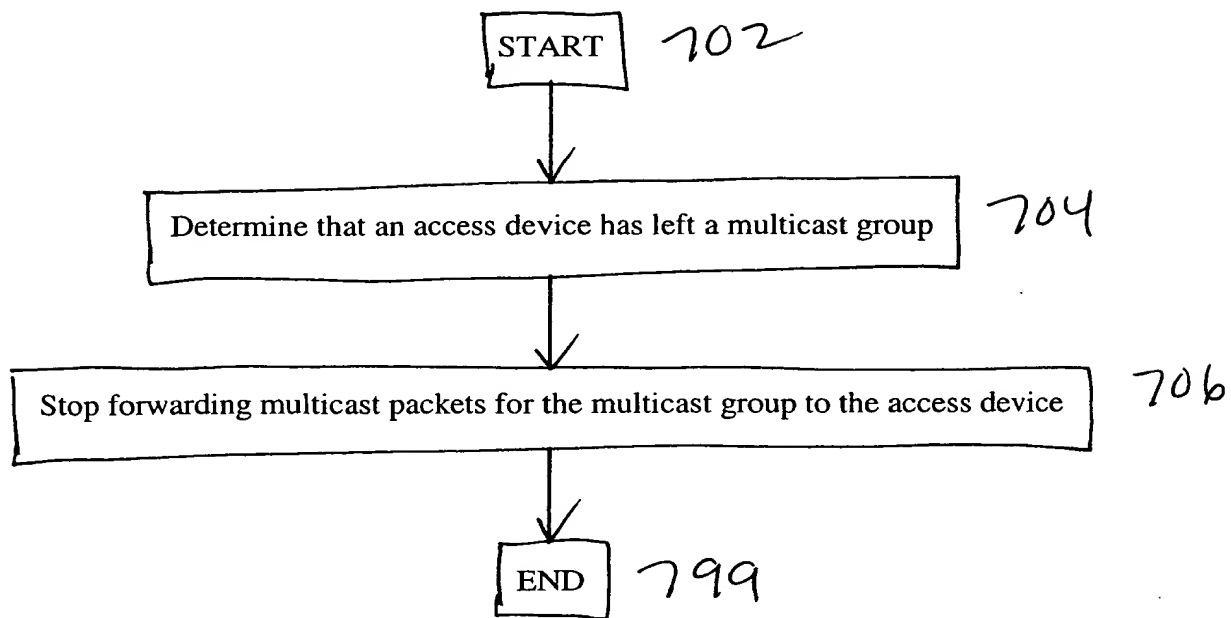 START 702
Determine that an access device has left a multicast group 704
Stop forwarding multicast packets for the multicast group to the access device 706
END 799